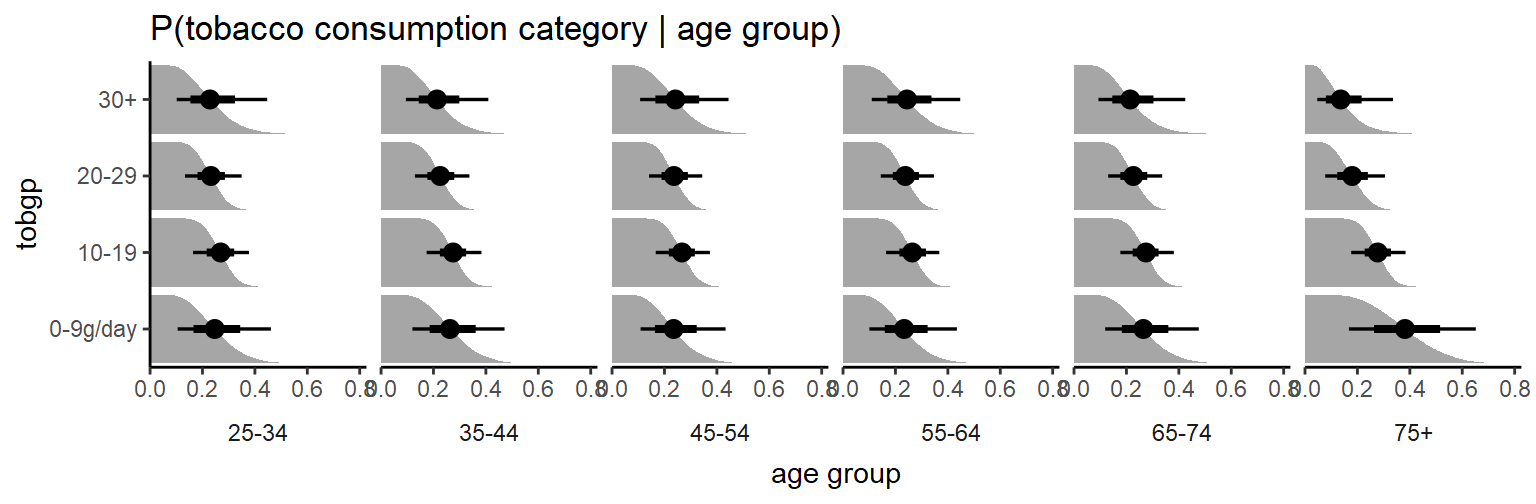 P(tobacco consumption category | age group)
tobgp
30+
20-29
10-19
0-9g/day
0.0 0.2 0.4 0.6 0.8 0.0 0.2 0.4 0.6 0.8 0.0 0.2 0.4 0.6 0.8 0.0 0.2 0.4 0.6 0.8 0.0 0.2 0.4 0.6 0.8 0.0 0.2 0.4 0.6 0.8
25-34 35-44 45-54 55-64 65-74 75+
age group